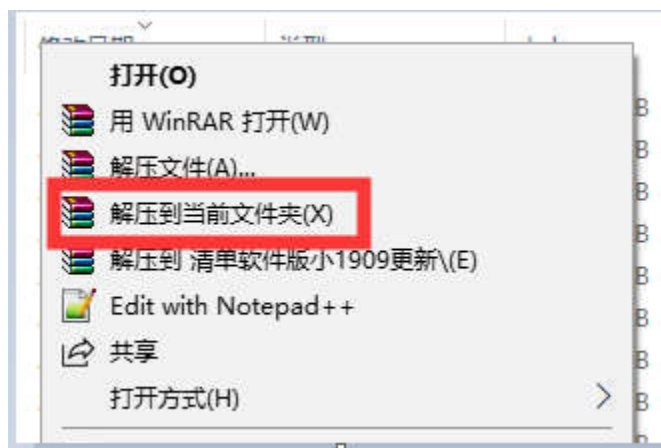 打开(O)
用 WinRAR 打开(W)
解压文件(A)...
解压到当前文件夹(X)
解压到 清单软件版小1909更新\(E)
Edit with Notepad++
共享
打开方式(H)
B
B
B
B
B
B
B
B